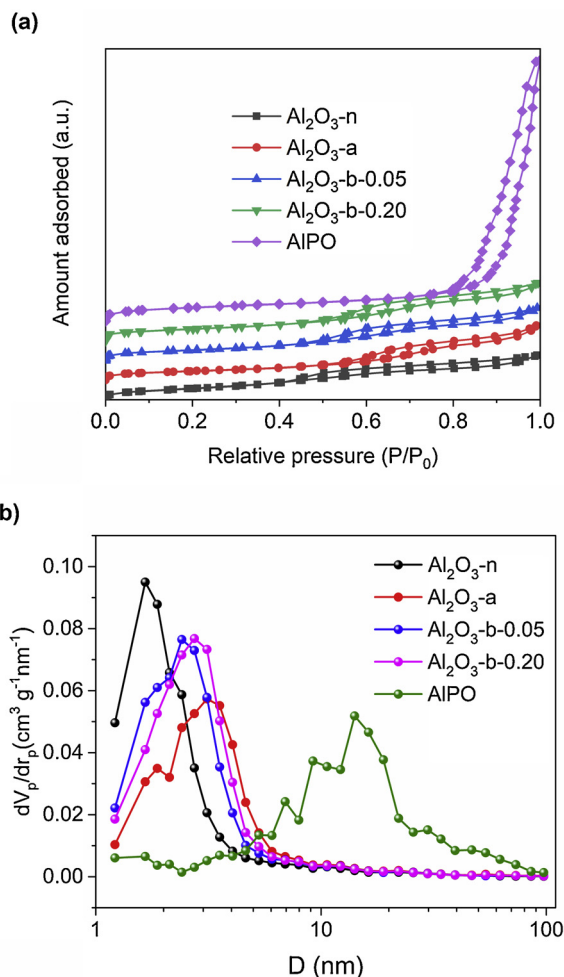 (a)
Amount adsorbed (a.u.)
Al₂O₃-n
Al₂O₃-a
Al₂O₃-b-0.05
Al₂O₃-b-0.20
AlPO
0.0 0.2 0.4 0.6 0.8 1.0
Relative pressure (P/P₀)
b)
dVₚ/drₚ(cm³ g⁻¹nm⁻¹)
0.10
0.08
0.06
0.04
0.02
0.00
Al₂O₃-n
Al₂O₃-a
Al₂O₃-b-0.05
Al₂O₃-b-0.20
AlPO
1 10 100
D (nm)